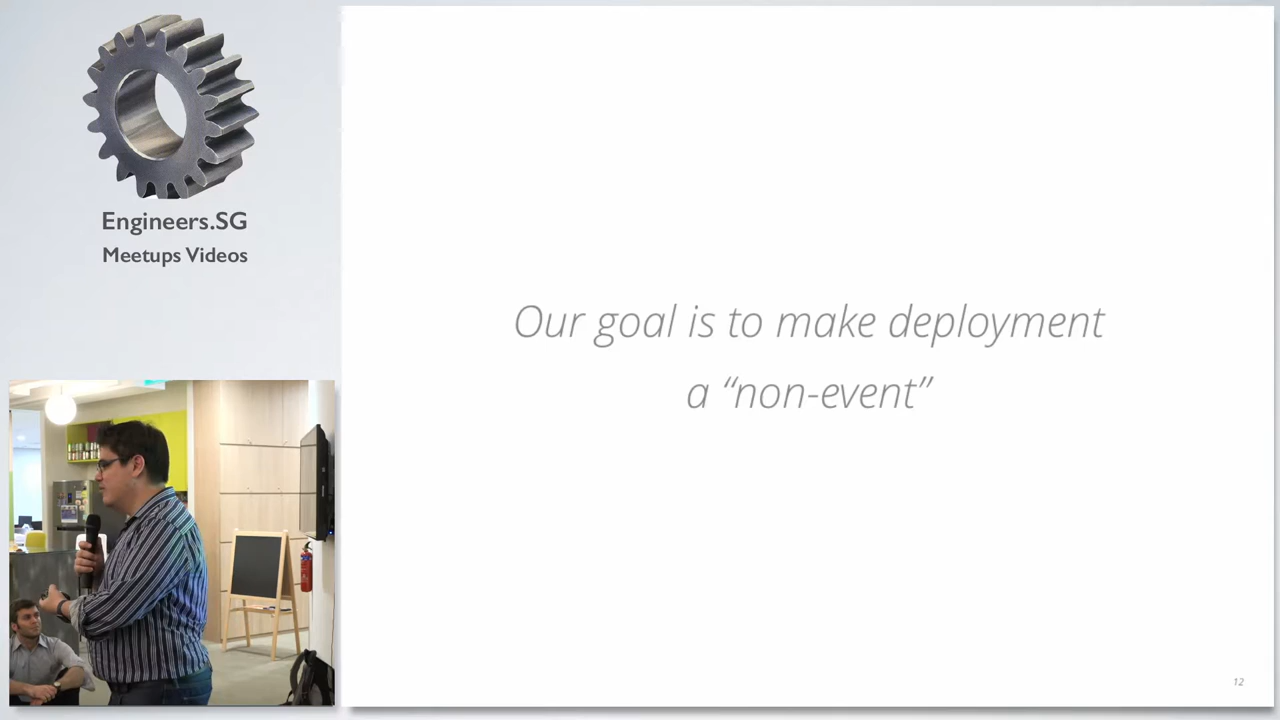 Engineers.SG
Meetups Videos
Our goal is to make deployment
a “non-event”
12